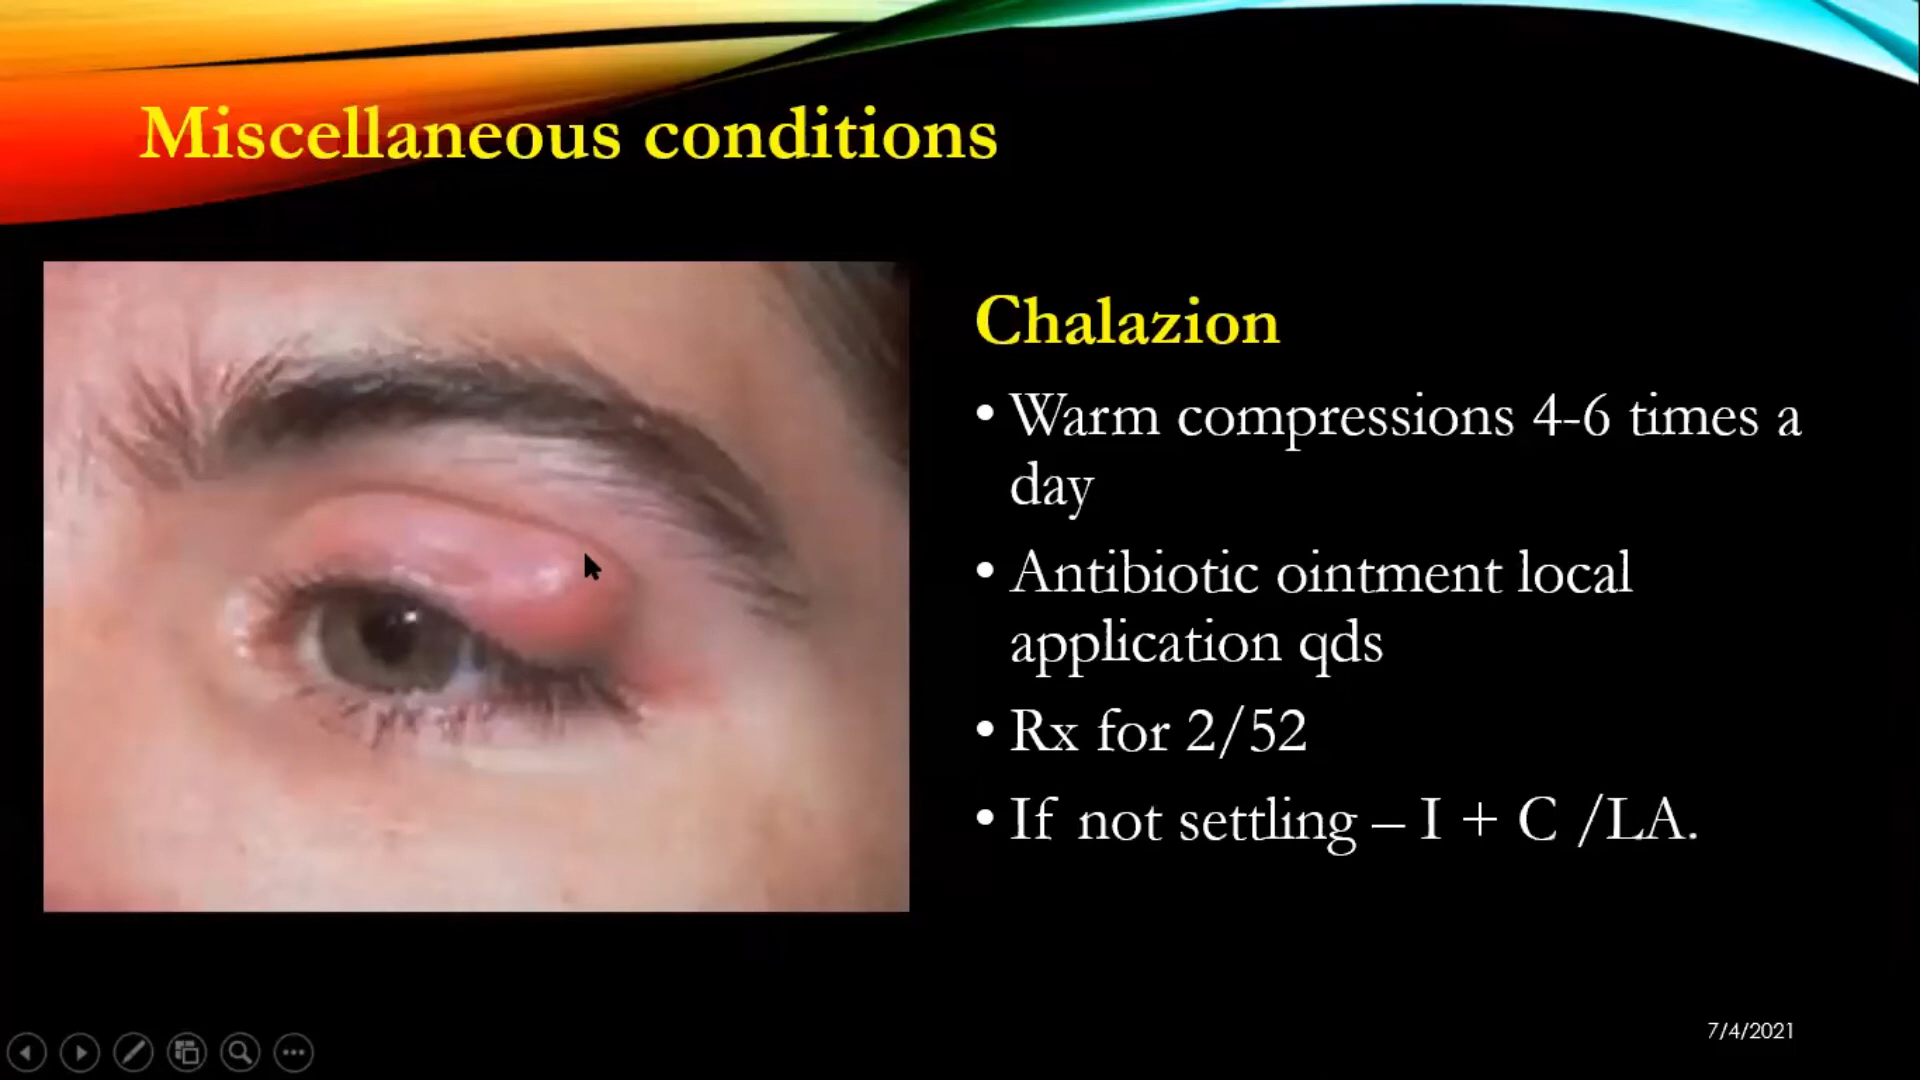 Miscellaneous conditions
Chalazion
• Warm compressions 4-6 times a
day
• Antibiotic ointment local
application qds
• Rx for 2/52
• If not settling – I + C /LA.
7/4/2021